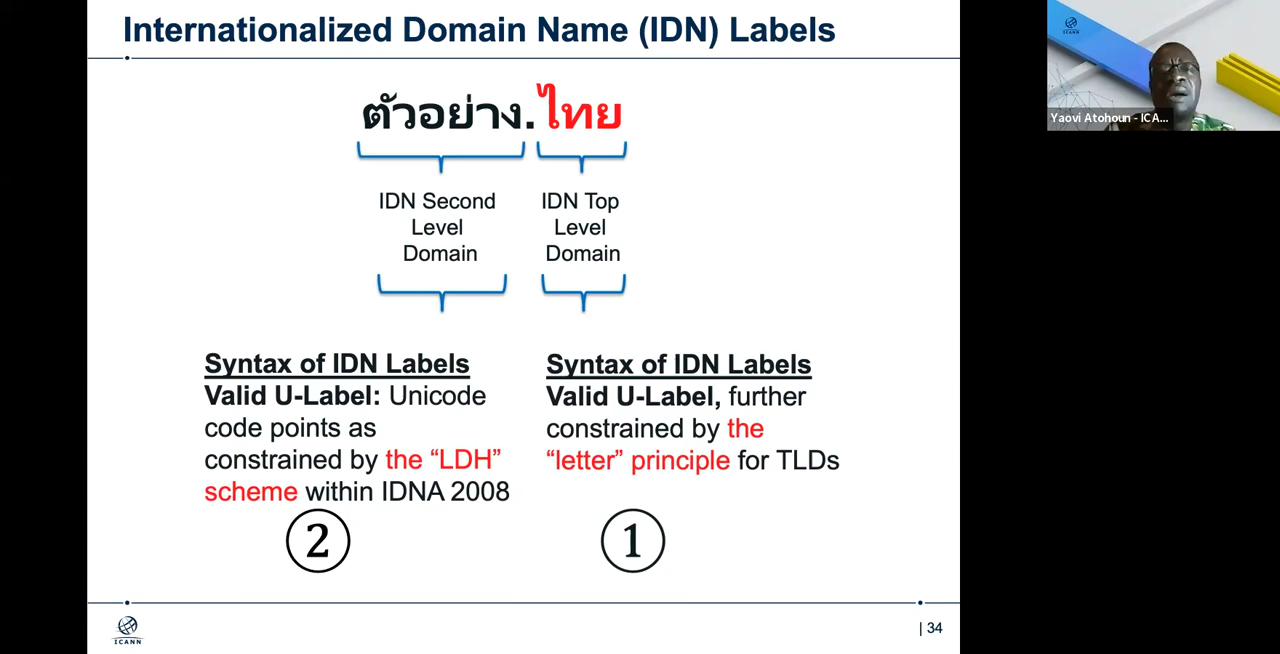 Internationalized Domain Name (IDN) Labels
ตัวอย่าง.ไทย
IDN Second
Level
Domain
IDN Top
Level
Domain
Syntax of IDN Labels
Valid U-Label: Unicode
code points as
constrained by the “LDH”
scheme within IDNA 2008
2
Syntax of IDN Labels
Valid U-Label, further
constrained by the
“letter” principle for TLDs
1
ICANN
| 34
ICANN
Yaovi Atohoun - ICA...